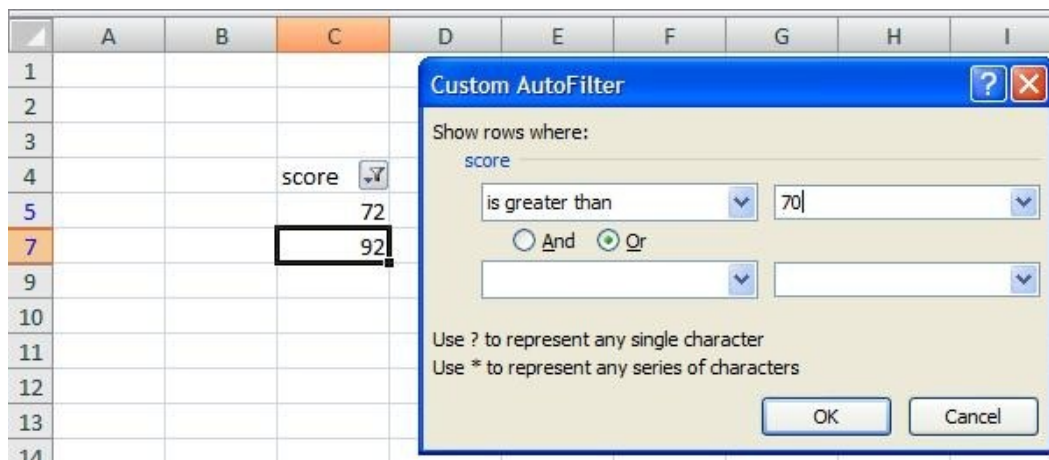 A B C D E F G H I
1
2
3
4 score
5 72
7 92
9
10
11
12
13
14
Custom AutoFilter
Show rows where:
score
is greater than 70
And Or
Use ? to represent any single character
Use * to represent any series of characters
OK Cancel